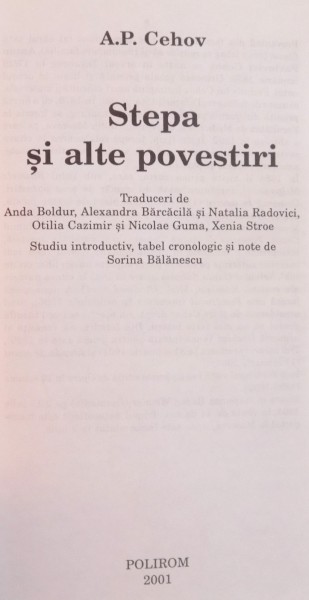 A.P. Cehov
Stepa
și alte povestiri
Traduceri de
Anda Boldur, Alexandra Bărcăcilă și Natalia Radovici,
Otilia Cazimir și Nicolae Guma, Xenia Stroe
Studiu introductiv, tabel cronologic și note de
Sorina Bălănescu
POLIROM
2001